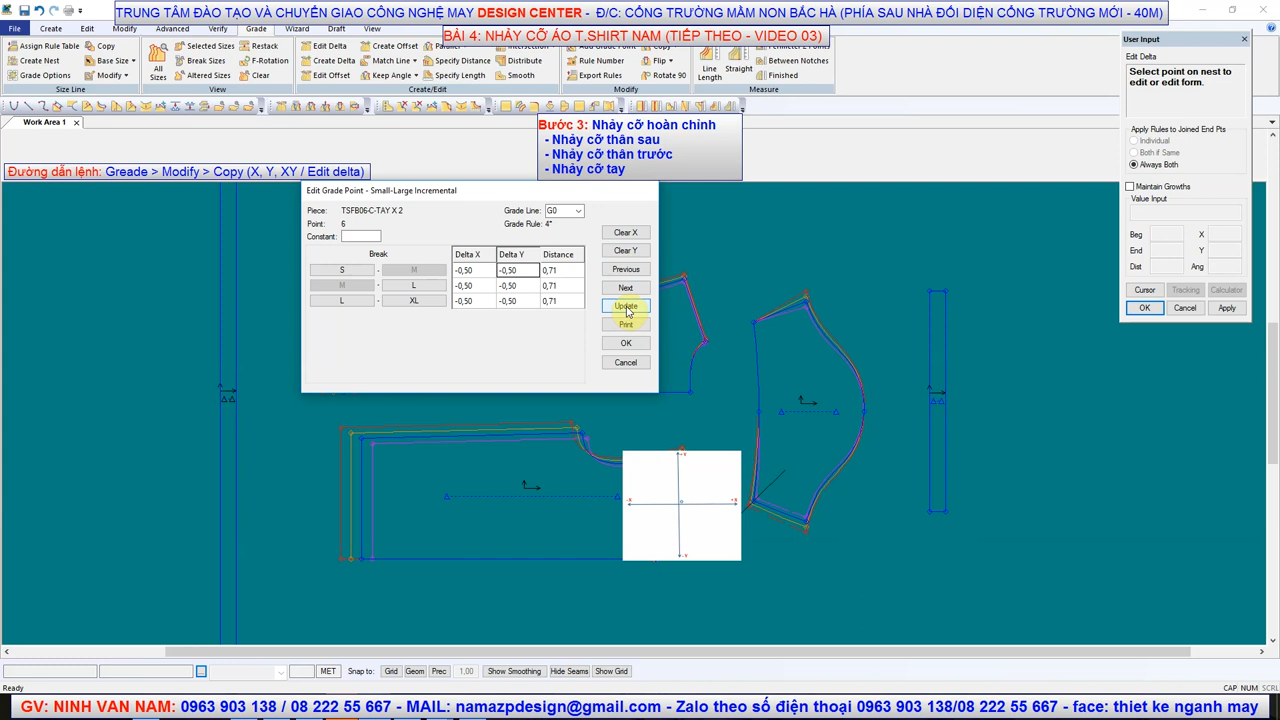 TRUNG TÂM ĐÀO TẠO VÀ CHUYỂN GIAO CÔNG NGHỆ MAY DESIGN CENTER - Đ/C: CỔNG TRƯỜNG MẦM NON BẮC HÀ (PHÍA SAU NHÀ ĐỐI DIỆN CỔNG TRƯỜNG MỚI - 40M)
File Create Edit Modify Advanced Verify Grade Wizard Draft View
BÀI 4: NHẢY CỠ ÁO T.SHIRT NAM (TIẾP THEO - VIDEO 03)
Assign Rule Table Copy Selected Sizes Restack Edit Delta Create Offset Parallel Copy Position
Create Nest Base Size Break Sizes F-Rotate Create Delta Match Line Specify Distance Rule Number Flip Between Notches
Grade Options Modify Altered Sizes Clear Edit Offset Keep Angle Specify Length Smooth Export Rules Rotate 90 Finished
All Sizes
Line Length Straight
Size Line View Create/Edit Modify Measure
User Input
Edit Delta
Select point on nest to edit or edit form.
Apply Rules to Joined End Pts
Individual
Both if Same
Always Both
Maintain Growths
Value Input
Beg X
End Y
Dist Ang
Cursor Tracking Calculator
OK Cancel Apply
Work Area 1
Bước 3: Nhảy cỡ hoàn chỉnh
- Nhảy cỡ thân sau
- Nhảy cỡ thân trước
- Nhảy cỡ tay
Đường dẫn lệnh: Greade > Modify > Copy (X, Y, XY / Edit delta)
Edit Grade Point - Small-Large Incremental
Piece: TSFB06-C-TAY X 2 Grade Line: G0
Point: 6 Grade Rule: 4*
Constant:
Break Delta X Delta Y Distance
S - M -0,50 -0,50 0,71
M - L -0,50 -0,50 0,71
L - XL -0,50 -0,50 0,71
Clear X
Clear Y
Previous
Next
Update
Print
OK
Cancel
+Y
-X +X
-Y
MET Snap to: Grid Geom Prec 1,00 Show Smoothing Hide Seams Show Grid
Ready CAP NUM SCRL
GV: NINH VAN NAM: 0963 903 138 / 08 222 55 667 - MAIL: namazpdesign@gmail.com - Zalo theo số điện thoại 0963 903 138/08 222 55 667 - face: thiet ke nganh may